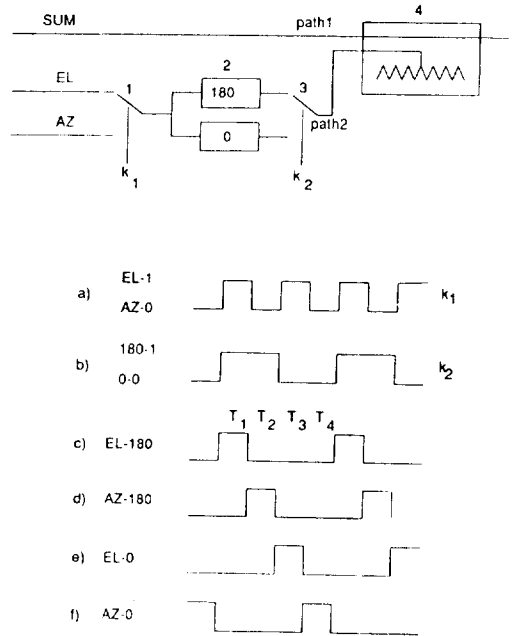 4
SUM path1
EL 1 2 3
180
AZ 0 path2
k1 k2
EL-1
a) k1
AZ-0
180-1
b) k2
0-0
T1 T2 T3 T4
c) EL-180
d) AZ-180
e) EL-0
f) AZ-0